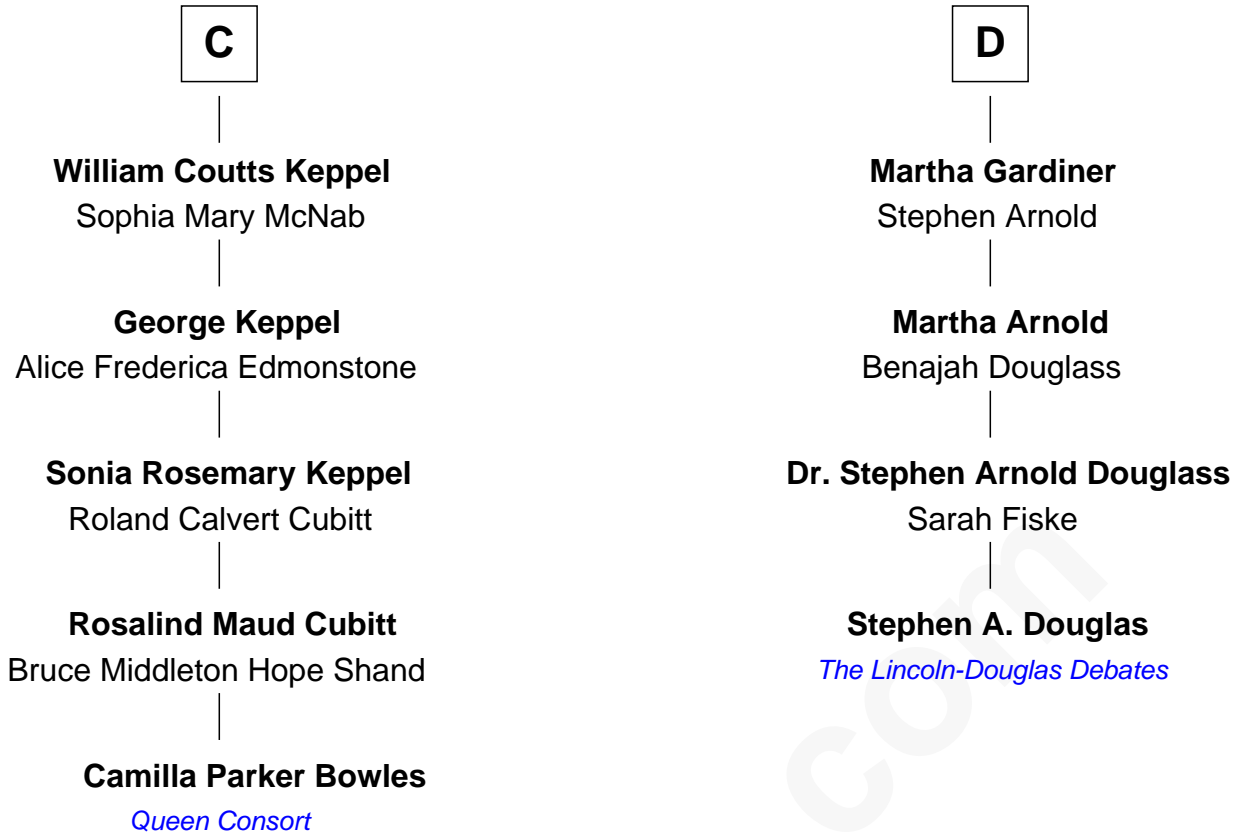 C
William Coutts Keppel
Sophia Mary McNab
George Keppel
Alice Frederica Edmonstone
Sonia Rosemary Keppel
Roland Calvert Cubitt
Rosalind Maud Cubitt
Bruce Middleton Hope Shand
Camilla Parker Bowles
Queen Consort
D
Martha Gardiner
Stephen Arnold
Martha Arnold
Benajah Douglass
Dr. Stephen Arnold Douglass
Sarah Fiske
Stephen A. Douglas
The Lincoln-Douglas Debates
com